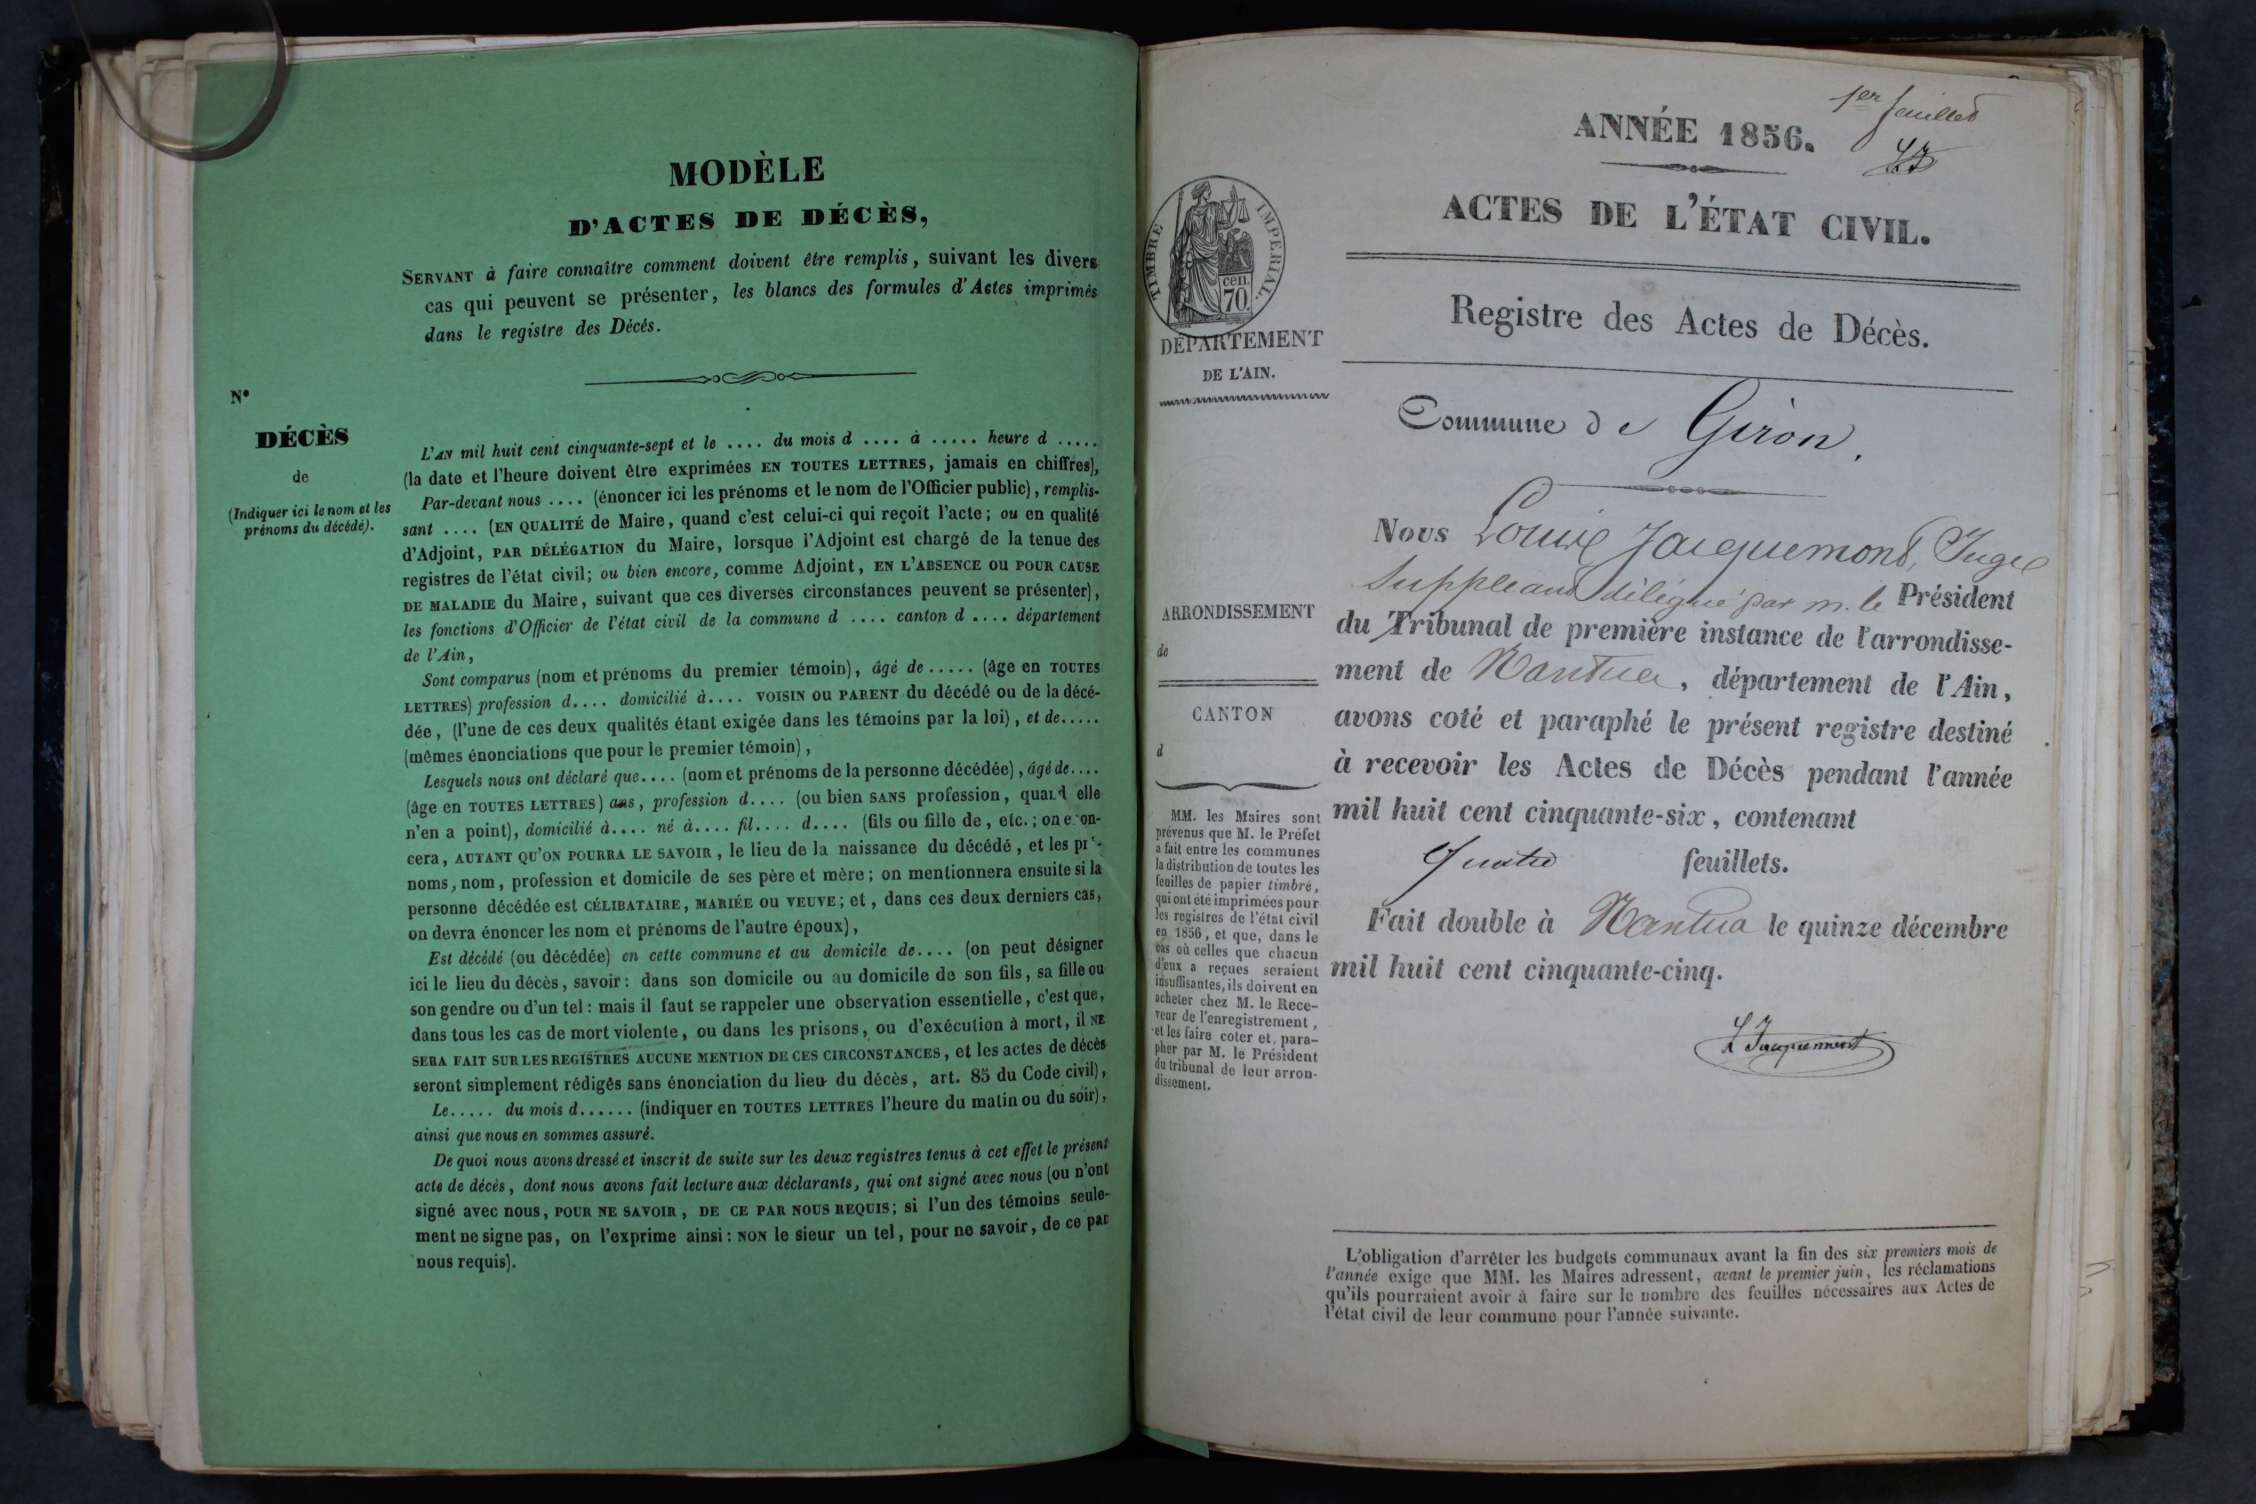 MODÈLE
D'ACTES DE DÉCÈS,
SERVANT à faire connaître comment doivent être remplis, suivant les divers
cas qui peuvent se présenter, les blancs des formules d'Actes imprimés
dans le registre des Décés.
N°
DÉCÈS
de
(Indiquer ici le nom et les
prénoms du décédé).
L'AN mil huit cent cinquante-sept et le .... du mois d .... à ..... heure d .....
(la date et l'heure doivent être exprimées EN TOUTES LETTRES, jamais en chiffres),
Par-devant nous .... (énoncer ici les prénoms et le nom de l'Officier public), remplis-
sant .... (EN QUALITÉ de Maire, quand c'est celui-ci qui reçoit l'acte; ou en qualité
d'Adjoint, PAR DÉLÉGATION du Maire, lorsque l'Adjoint est chargé de la tenue des
registres de l'état civil; ou bien encore, comme Adjoint, EN L'ABSENCE OU POUR CAUSE
DE MALADIE du Maire, suivant que ces diverses circonstances peuvent se présenter),
les fonctions d'Officier de l'état civil de la commune d .... canton d .... département
de l'Ain,
Sont comparus (nom et prénoms du premier témoin), âgé de ..... (âge en TOUTES
LETTRES) profession d.... domicilié à.... VOISIN OU PARENT du décédé ou de la décé-
dée, (l'une de ces deux qualités étant exigée dans les témoins par la loi), et de.....
(mêmes énonciations que pour le premier témoin),
Lesquels nous ont déclaré que.... (nom et prénoms de la personne décédée), âgé de....
(âge en TOUTES LETTRES) ans, profession d.... (ou bien SANS profession, quand elle
n'en a point), domicilié à.... né à.... fil.... d.... (fils ou fille de, etc.; on énon-
cera, AUTANT QU'ON POURRA LE SAVOIR, le lieu de la naissance du décédé, et les pré-
noms, nom, profession et domicile de ses père et mère; on mentionnera ensuite si la
personne décédée est CÉLIBATAIRE, MARIÉE OU VEUVE; et, dans ces deux derniers cas,
on devra énoncer les nom et prénoms de l'autre époux),
Est décédé (ou décédée) en cette commune et au domicile de.... (on peut désigner
ici le lieu du décès, savoir: dans son domicile ou au domicile de son fils, sa fille ou
son gendre ou d'un tel: mais il faut se rappeler une observation essentielle, c'est que,
dans tous les cas de mort violente, ou dans les prisons, ou d'exécution à mort, il NE
SERA FAIT SUR LES REGISTRES AUCUNE MENTION DE CES CIRCONSTANCES, et les actes de décès
seront simplement rédigés sans énonciation du lieu du décès, art. 85 du Code civil),
Le..... du mois d...... (indiquer en TOUTES LETTRES l'heure du matin ou du soir),
ainsi que nous en sommes assuré.
De quoi nous avons dressé et inscrit de suite sur les deux registres tenus à cet effet le présent
acte de décès, dont nous avons fait lecture aux déclarants, qui ont signé avec nous (ou n'ont
signé avec nous, POUR NE SAVOIR, DE CE PAR NOUS REQUIS; si l'un des témoins seule-
ment ne signe pas, on l'exprime ainsi: NON le sieur un tel, pour ne savoir, de ce par
nous requis).
1er feuillet
ANNÉE 1856.
LJ
ACTES DE L'ÉTAT CIVIL.
Registre des Actes de Décès.
TIMBRE IMPERIAL.
cen.
70.
DÉPARTEMENT
DE L'AIN.
Commune de Giron.
Nous Louis Jacquemont, Juge
Suppleant délégué par m. le Président
du Tribunal de première instance de l'arrondisse-
ment de Nantua, département de l'Ain,
avons coté et paraphé le présent registre destiné
à recevoir les Actes de Décès pendant l'année
mil huit cent cinquante-six, contenant
quatre feuillets.
Fait double à Nantua le quinze décembre
mil huit cent cinquante-cinq.
L Jacquemont
ARRONDISSEMENT
de
CANTON
d
MM. les Maires sont
prévenus que M. le Préfet
a fait entre les communes
la distribution de toutes les
feuilles de papier timbré,
qui ont été imprimées pour
les registres de l'état civil
en 1856, et que, dans le
cas où celles que chacun
d'eux a reçues seraient
insuffisantes, ils doivent en
acheter chez M. le Rece-
veur de l'enregistrement,
et les faire coter et para-
pher par M. le Président
du tribunal de leur arron-
dissement.
L'obligation d'arrêter les budgets communaux avant la fin des six premiers mois de
l'année exige que MM. les Maires adressent, avant le premier juin, les réclamations
qu'ils pourraient avoir à faire sur le nombre des feuilles nécessaires aux Actes de
l'état civil de leur commune pour l'année suivante.